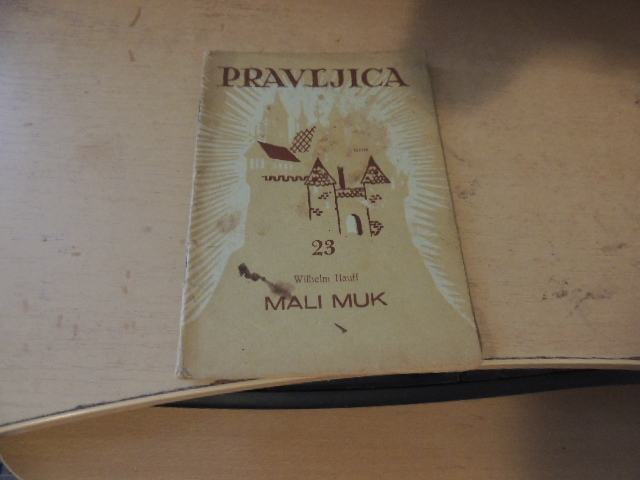 PRAVLJICA
23
Wilhelm Hauff
MALI MUK